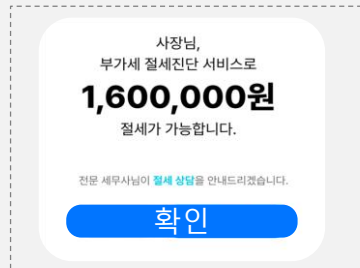 사장님,
부가세 절세진단 서비스로
1,600,000원
절세가 가능합니다.
전문 세무사님이 절세 상담을 안내드리겠습니다.
확인